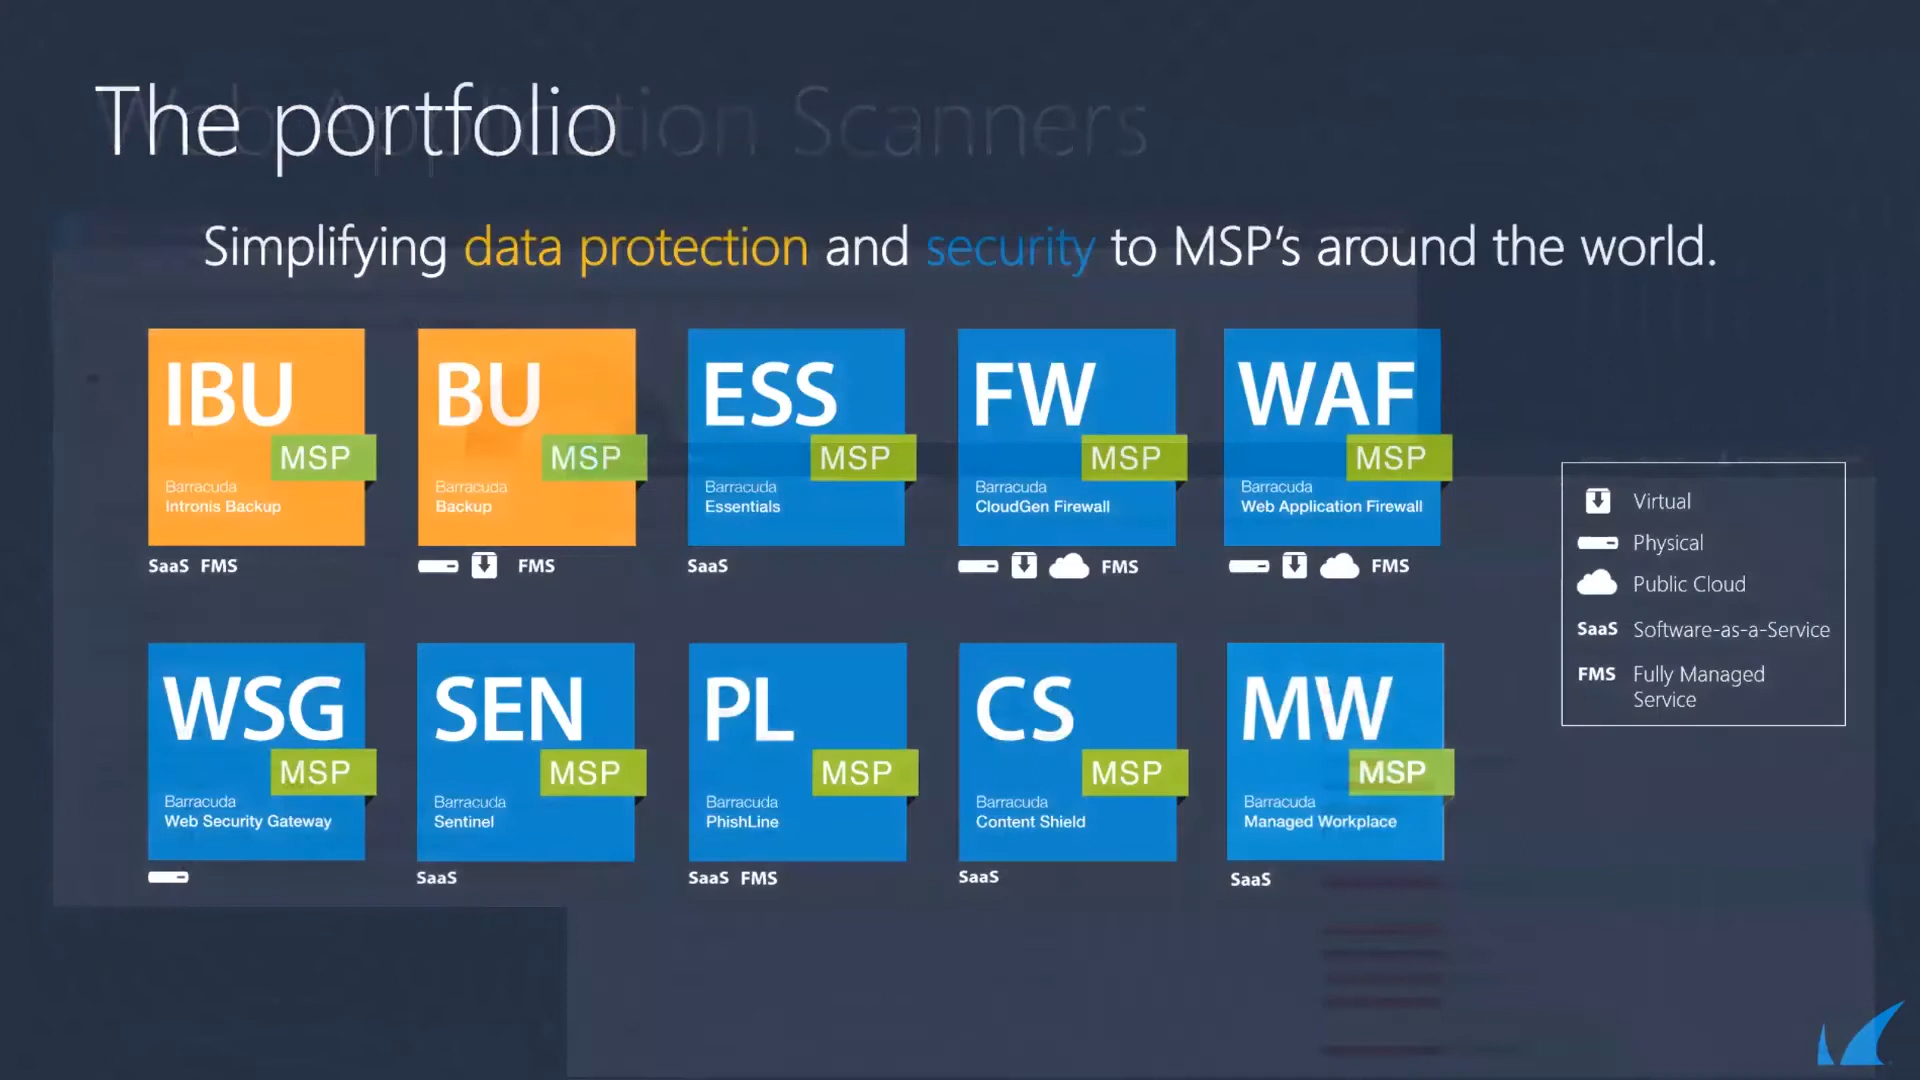 The portfolio
Web Application Scanners
Simplifying data protection and security to MSP's around the world.
IBU
MSP
Barracuda
Intronis Backup
SaaS FMS
BU
MSP
Barracuda
Backup
FMS
ESS
MSP
Barracuda
Essentials
SaaS
FW
MSP
Barracuda
CloudGen Firewall
FMS
WAF
MSP
Barracuda
Web Application Firewall
FMS
WSG
MSP
Barracuda
Web Security Gateway
SEN
MSP
Barracuda
Sentinel
SaaS
PL
MSP
Barracuda
PhishLine
SaaS FMS
CS
MSP
Barracuda
Content Shield
SaaS
MW
MSP
Barracuda
Managed Workplace
SaaS
Virtual
Physical
Public Cloud
SaaS Software-as-a-Service
FMS Fully Managed
Service